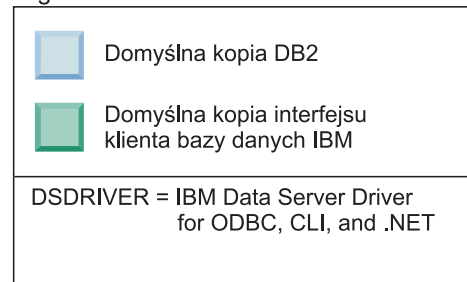 Domyślna kopia DB2
Domyślna kopia interfejsu
klienta bazy danych IBM
DSDRIVER = IBM Data Server Driver
for ODBC, CLI, and .NET